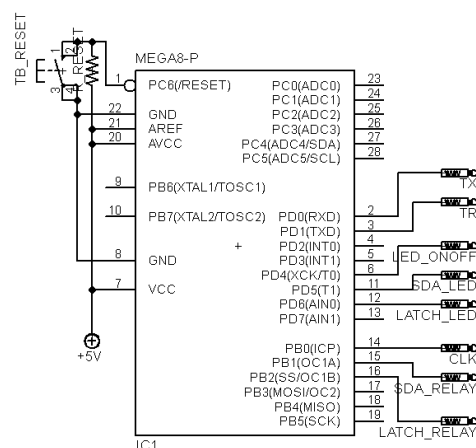 TB_RESET
1
2
3
4
R_RESET
MEGA8-P
1 PC6(/RESET)
22 GND
21 AREF
20 AVCC
9 PB6(XTAL1/TOSC1)
10 PB7(XTAL2/TOSC2)
8 GND
7 VCC
+5V
PC0(ADC0) 23
PC1(ADC1) 24
PC2(ADC2) 25
PC3(ADC3) 26
PC4(ADC4/SDA) 27
PC5(ADC5/SCL) 28
PD0(RXD) 2
PD1(TXD) 3
PD2(INT0) 4
PD3(INT1) 5
PD4(XCK/T0) 6
PD5(T1) 11
PD6(AIN0) 12
PD7(AIN1) 13
PB0(ICP) 14
PB1(OC1A) 15
PB2(SS/OC1B) 16
PB3(MOSI/OC2) 17
PB4(MISO) 18
PB5(SCK) 19
IC1
TX
TR
LED_ONOFF
SDA_LED
LATCH_LED
CLK
SDA_RELAY
LATCH_RELAY